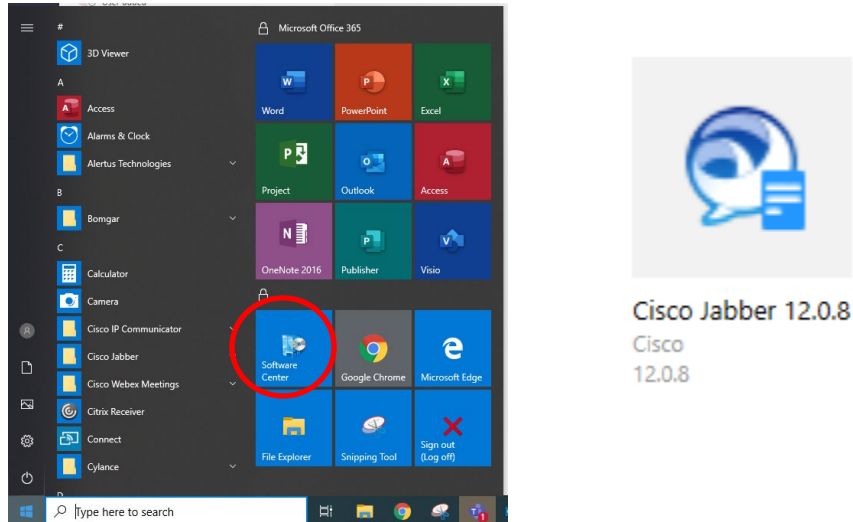 #
3D Viewer
A
Access
Alarms & Clock
Alertus Technologies
B
Bomgar
C
Calculator
Camera
Cisco IP Communicator
Cisco Jabber
Cisco Webex Meetings
Citrix Receiver
Connect
Cylance
Type here to search
Microsoft Office 365
Word
PowerPoint
Excel
Project
Outlook
Access
OneNote 2016
Publisher
Visio
Software
Center
Google Chrome
Microsoft Edge
File Explorer
Snipping Tool
Sign out
(Log off)
Cisco Jabber 12.0.8
Cisco
12.0.8